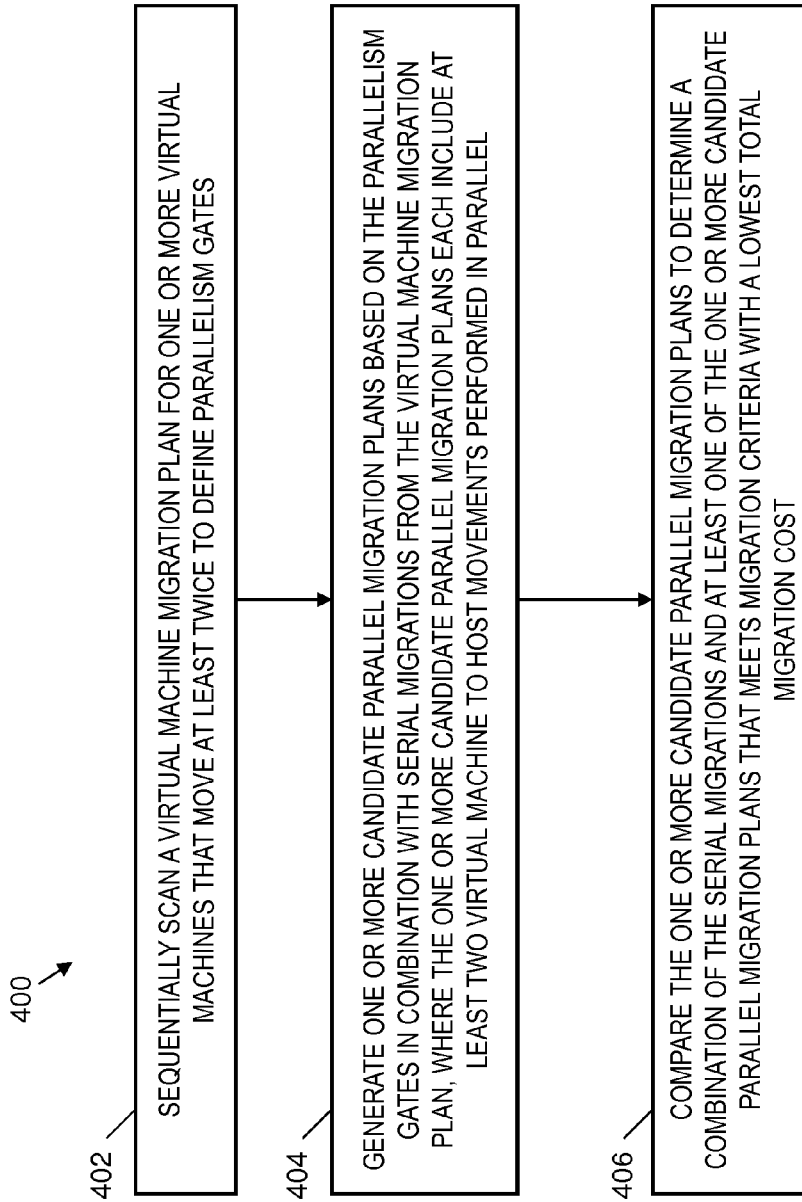 400
402
SEQUENTIALLY SCAN A VIRTUAL MACHINE MIGRATION PLAN FOR ONE OR MORE VIRTUAL
MACHINES THAT MOVE AT LEAST TWICE TO DEFINE PARALLELISM GATES
404
GENERATE ONE OR MORE CANDIDATE PARALLEL MIGRATION PLANS BASED ON THE PARALLELISM
GATES IN COMBINATION WITH SERIAL MIGRATIONS FROM THE VIRTUAL MACHINE MIGRATION
PLAN, WHERE THE ONE OR MORE CANDIDATE PARALLEL MIGRATION PLANS EACH INCLUDE AT
LEAST TWO VIRTUAL MACHINE TO HOST MOVEMENTS PERFORMED IN PARALLEL
406
COMPARE THE ONE OR MORE CANDIDATE PARALLEL MIGRATION PLANS TO DETERMINE A
COMBINATION OF THE SERIAL MIGRATIONS AND AT LEAST ONE OF THE ONE OR MORE CANDIDATE
PARALLEL MIGRATION PLANS THAT MEETS MIGRATION CRITERIA WITH A LOWEST TOTAL
MIGRATION COST